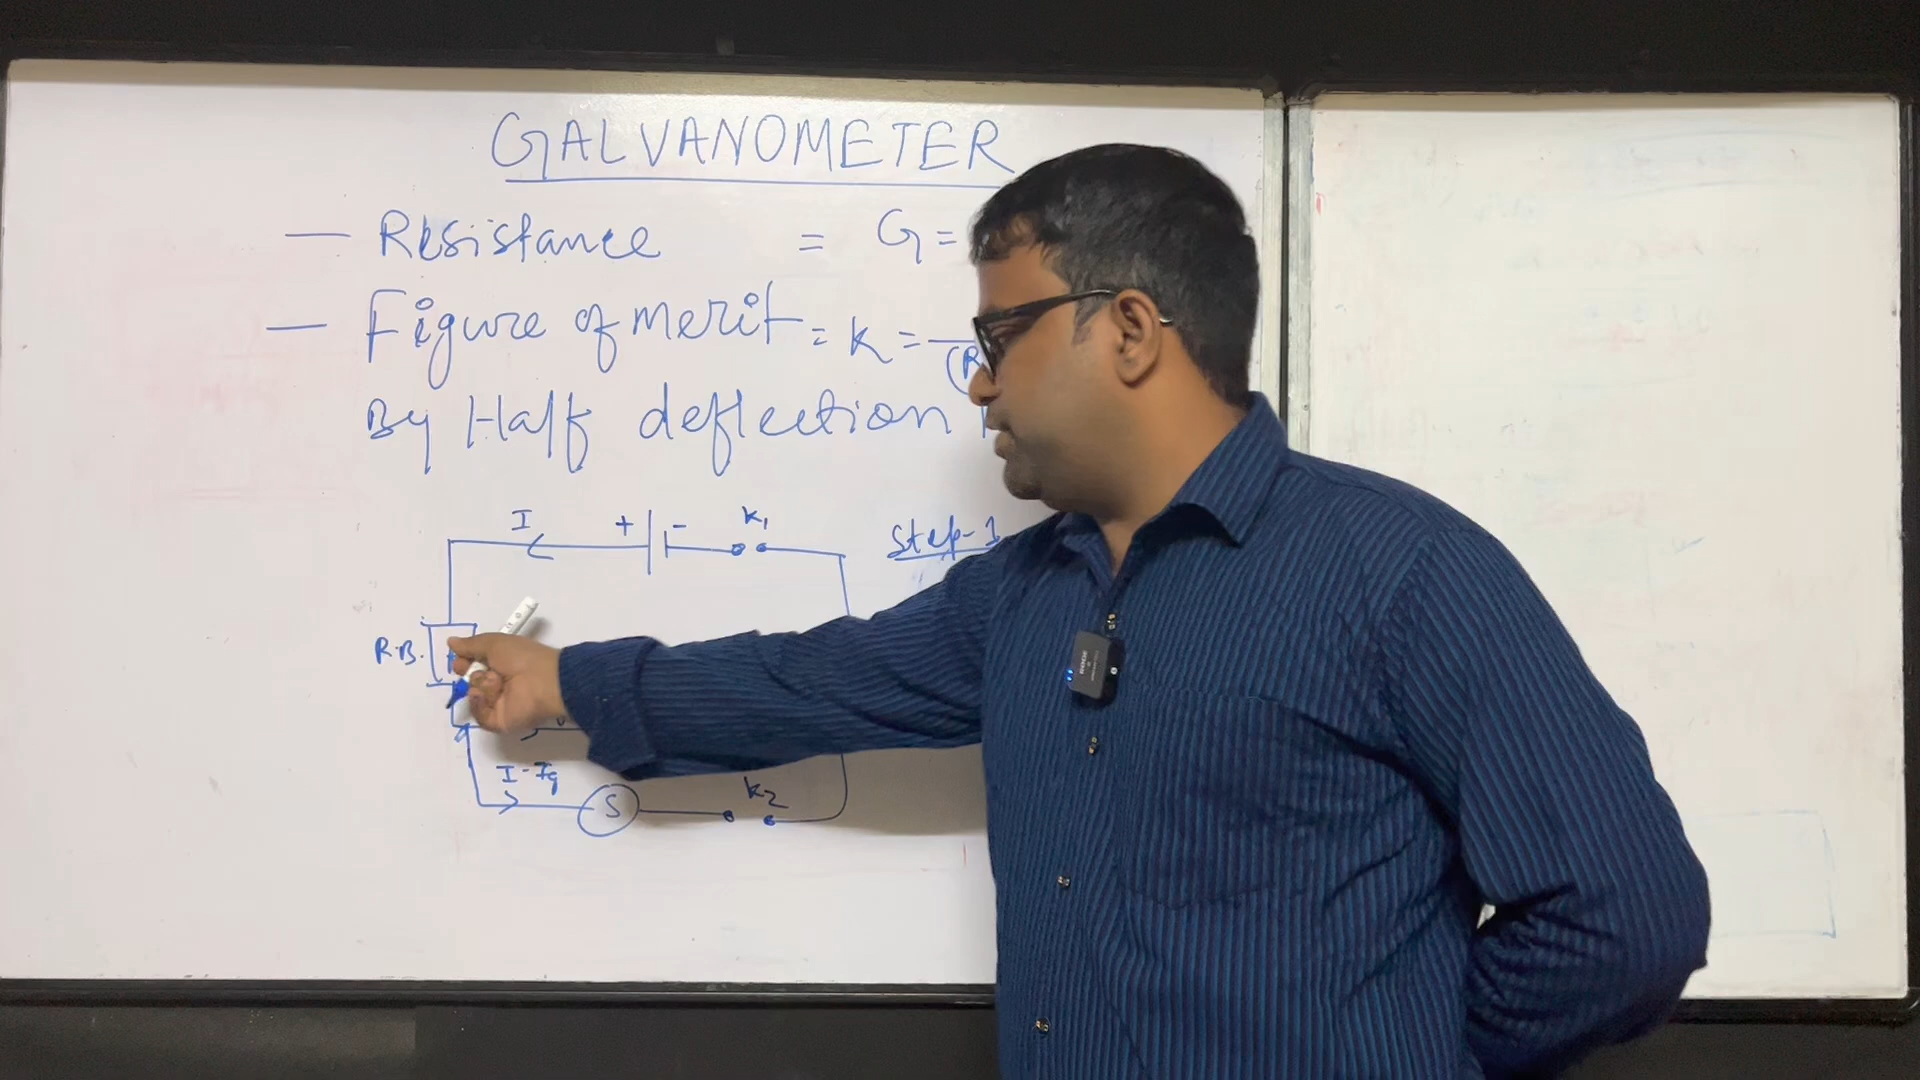 GALVANOMETER
— Resistance = G =
— Figure of merit = K =
(R
By Half deflection
I + - K1
Step-1
R.B.
I-Ig
S
K2